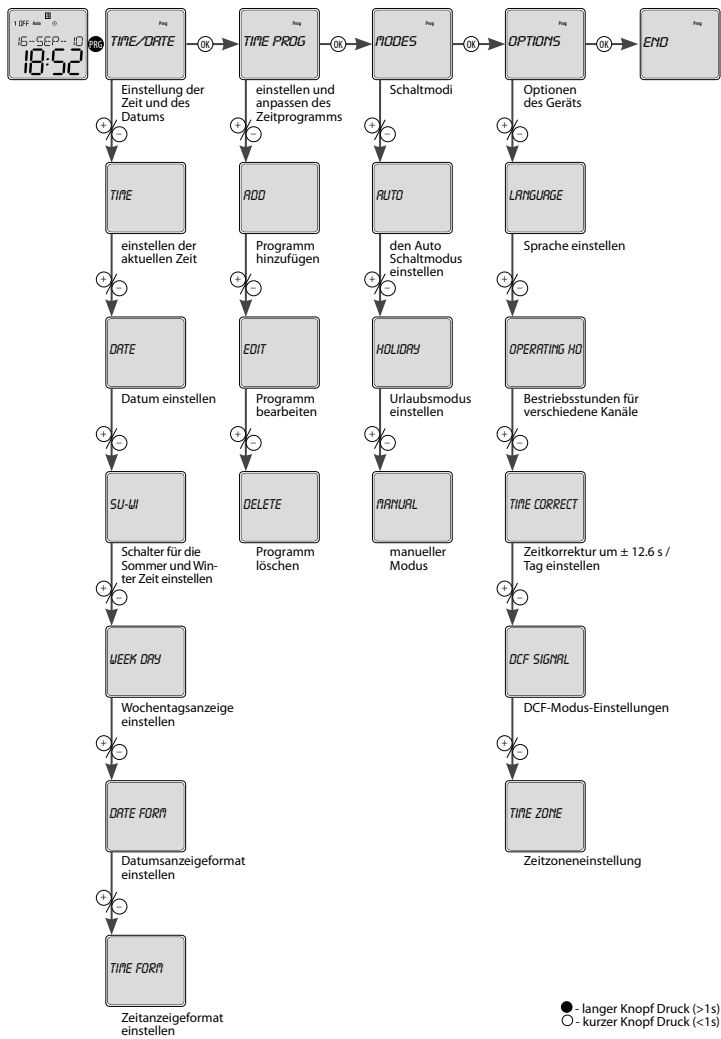 1 OFF Auto
16-SEP-10
18:52
PRG
Prog
TIME/DATE
OK
Prog
TIME PROG
OK
Prog
MODES
OK
Prog
OPTIONS
OK
Prog
END
Einstellung der
Zeit und des
Datums
einstellen und
anpassen des
Zeitprogramms
Schaltmodi
Optionen
des Geräts
+ −
+ −
+ −
+ −
TIME
ADD
AUTO
LANGUAGE
einstellen der
aktuellen Zeit
Programm
hinzufügen
den Auto
Schaltmodus
einstellen
Sprache einstellen
+ −
+ −
+ −
+ −
DATE
EDIT
HOLIDAY
OPERATING HO
Datum einstellen
Programm
bearbeiten
Urlaubsmodus
einstellen
Bestriebsstunden für
verschiedene Kanäle
+ −
+ −
+ −
+ −
SU-WI
DELETE
MANUAL
TIME CORRECT
Schalter für die
Sommer und Win-
ter Zeit einstellen
Programm
löschen
manueller
Modus
Zeitkorrektur um ± 12.6 s /
Tag einstellen
+ −
+ −
WEEK DAY
DCF SIGNAL
Wochentagsanzeige
einstellen
DCF-Modus-Einstellungen
+ −
+ −
DATE FORM
TIME ZONE
Datumsanzeigeformat
einstellen
Zeitzoneneinstellung
+ −
TIME FORM
Zeitanzeigeformat
einstellen
- langer Knopf Druck (>1s)
- kurzer Knopf Druck (<1s)